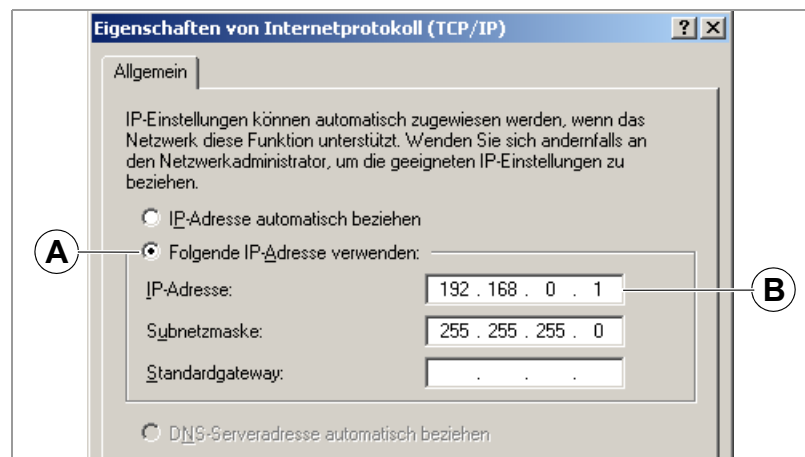 Eigenschaften von Internetprotokoll (TCP/IP)
Allgemein
IP-Einstellungen können automatisch zugewiesen werden, wenn das
Netzwerk diese Funktion unterstützt. Wenden Sie sich andernfalls an
den Netzwerkadministrator, um die geeigneten IP-Einstellungen zu
beziehen.
IP-Adresse automatisch beziehen
A Folgende IP-Adresse verwenden:
IP-Adresse: 192 . 168 . 0 . 1 B
Subnetzmaske: 255 . 255 . 255 . 0
Standardgateway: . . .
DNS-Serveradresse automatisch beziehen